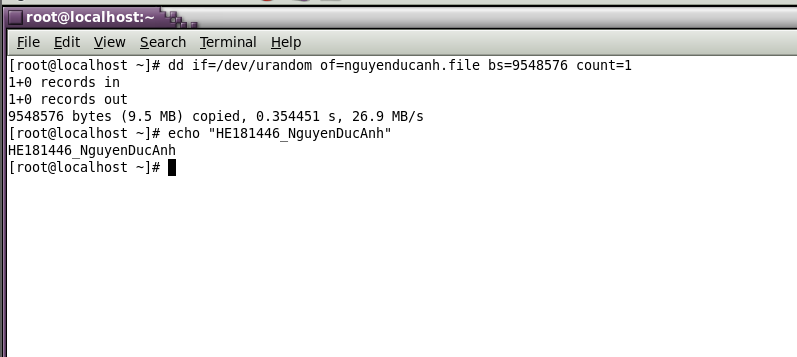 root@localhost:~
File Edit View Search Terminal Help
[root@localhost ~]# dd if=/dev/urandom of=nguyenducanh.file bs=9548576 count=1
1+0 records in
1+0 records out
9548576 bytes (9.5 MB) copied, 0.354451 s, 26.9 MB/s
[root@localhost ~]# echo "HE181446_NguyenDucAnh"
HE181446_NguyenDucAnh
[root@localhost ~]#